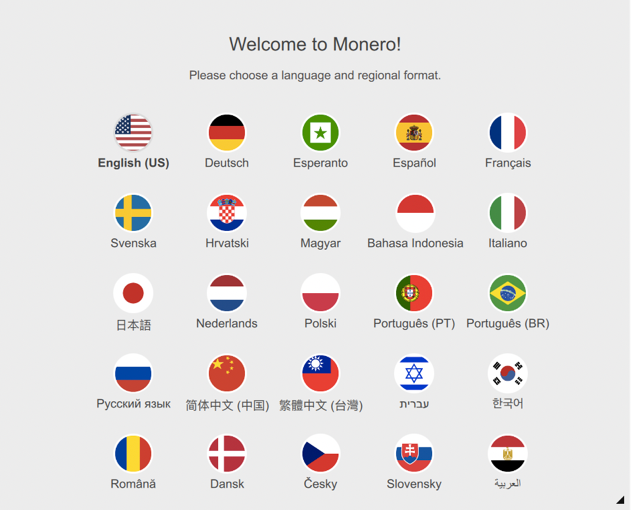 Welcome to Monero!
Please choose a language and regional format.
English (US) Deutsch Esperanto Español Français
Svenska Hrvatski Magyar Bahasa Indonesia Italiano
日本語 Nederlands Polski Português (PT) Português (BR)
Русский язык 简体中文 (中国) 繁體中文 (台灣) עברית 한국어
Română Dansk Česky Slovensky العربية